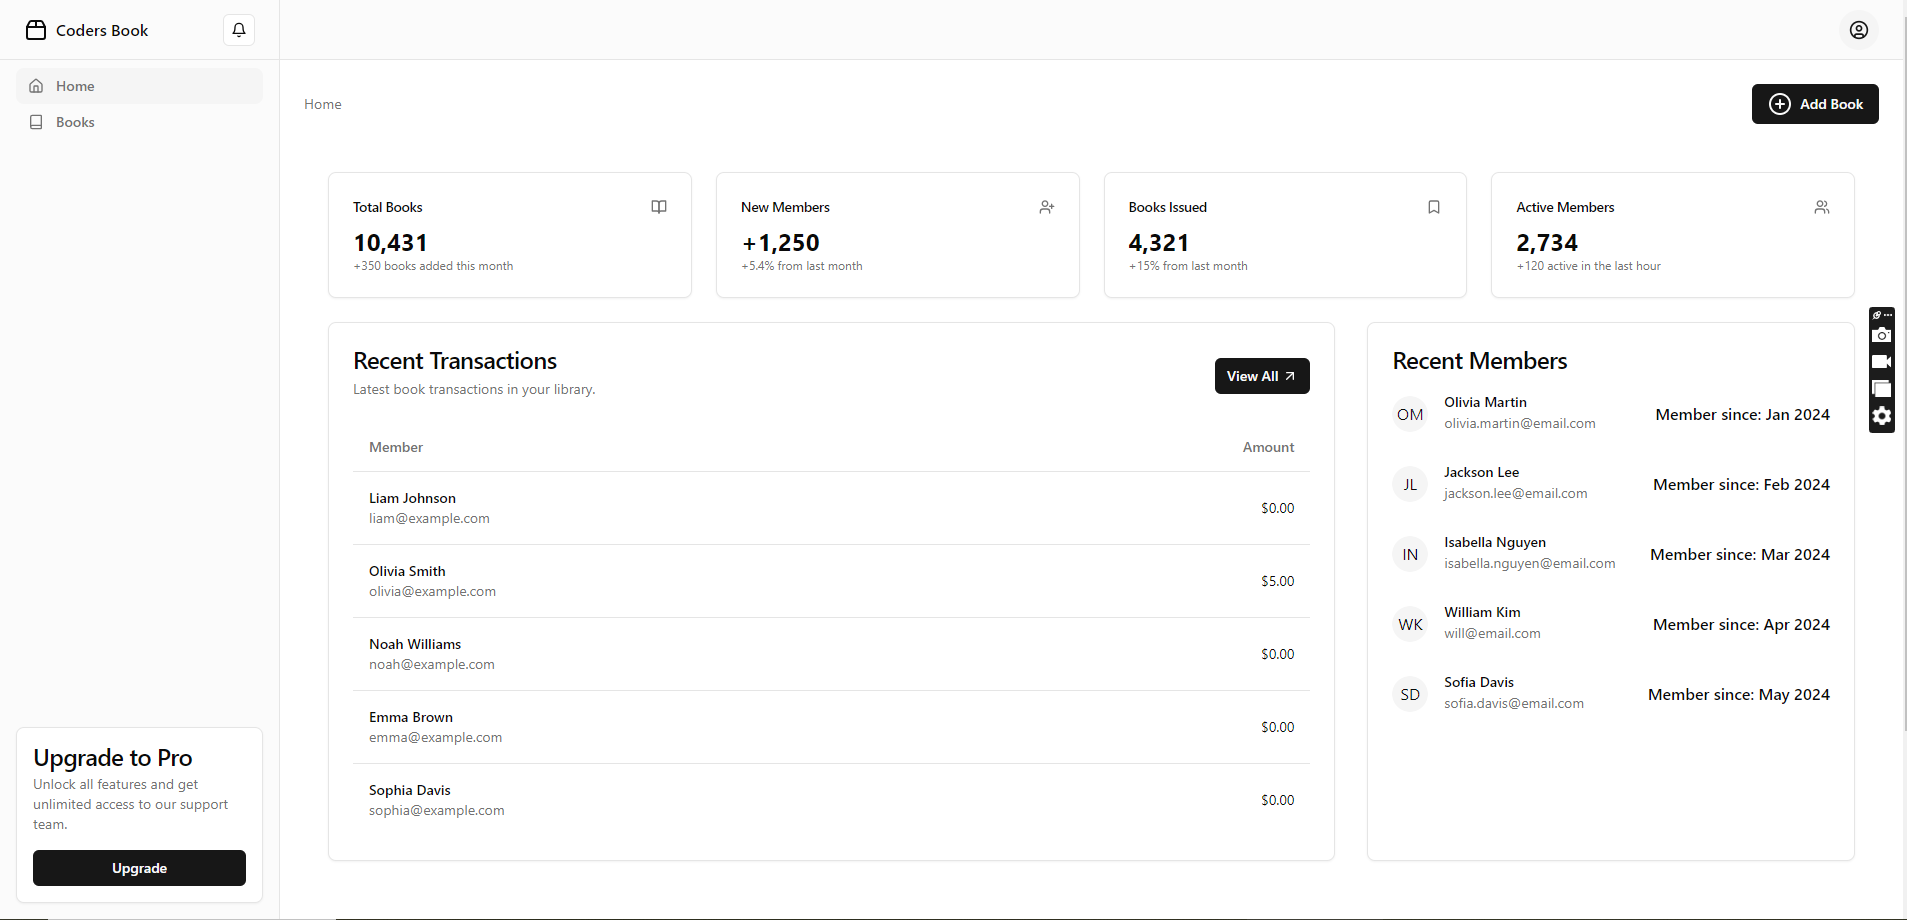 Coders Book
Home
Books
Home
Add Book
Total Books
10,431
+350 books added this month
New Members
+1,250
+5.4% from last month
Books Issued
4,321
+15% from last month
Active Members
2,734
+120 active in the last hour
Recent Transactions
Latest book transactions in your library.
View All
Member Amount
Liam Johnson
liam@example.com
$0.00
Olivia Smith
olivia@example.com
$5.00
Noah Williams
noah@example.com
$0.00
Emma Brown
emma@example.com
$0.00
Sophia Davis
sophia@example.com
$0.00
Recent Members
OM
Olivia Martin
olivia.martin@email.com
Member since: Jan 2024
JL
Jackson Lee
jackson.lee@email.com
Member since: Feb 2024
IN
Isabella Nguyen
isabella.nguyen@email.com
Member since: Mar 2024
WK
William Kim
will@email.com
Member since: Apr 2024
SD
Sofia Davis
sofia.davis@email.com
Member since: May 2024
Upgrade to Pro
Unlock all features and get
unlimited access to our support
team.
Upgrade